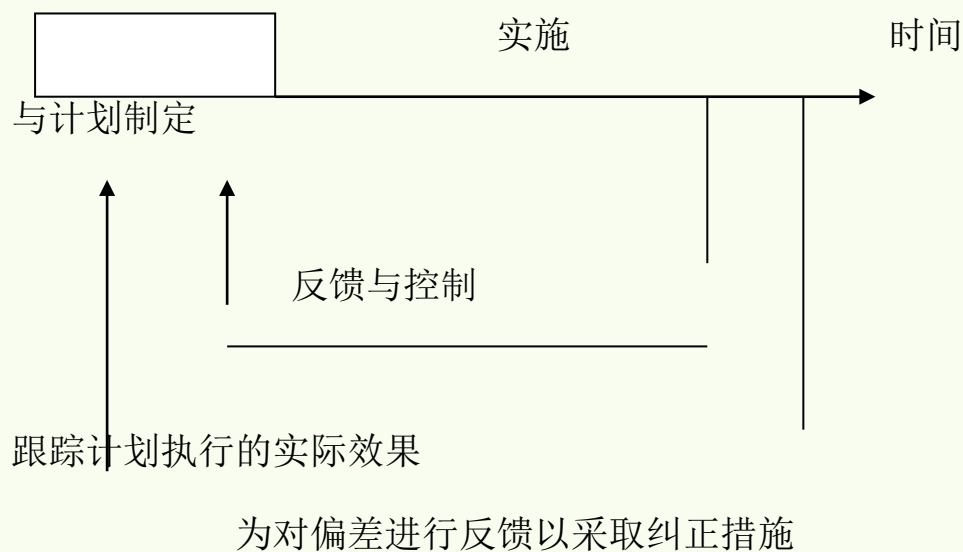 实施 时间
与计划制定
反馈与控制
跟踪计划执行的实际效果
为对偏差进行反馈以采取纠正措施